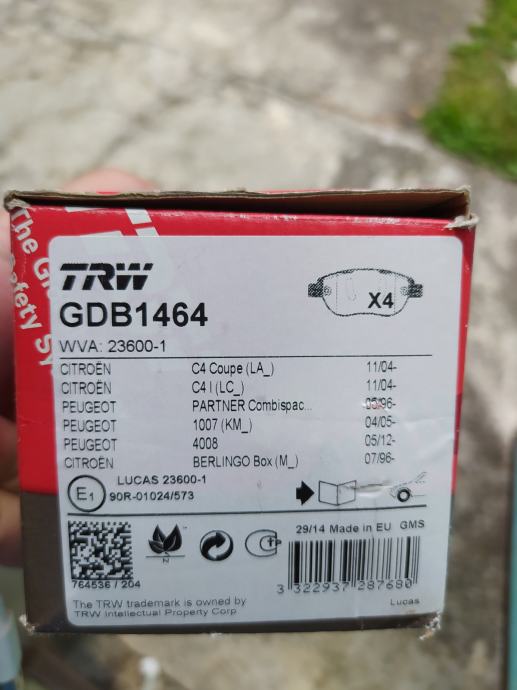 The
Safety Sy
TRW
GDB1464
X4
WVA: 23600-1
CITROËN C4 Coupe (LA_) 11/04-
CITROËN C4 I (LC_) 11/04-
PEUGEOT PARTNER Combispac... 05/96-
PEUGEOT 1007 (KM_) 04/05-
PEUGEOT 4008 05/12-
CITROËN BERLINGO Box (M_) 07/96-
E1
LUCAS 23600-1
90R-01024/573
29/14 Made in EU GMS
N
764536 / 204
3 322937 287680
The TRW trademark is owned by
TRW Intellectual Property Corp
Lucas